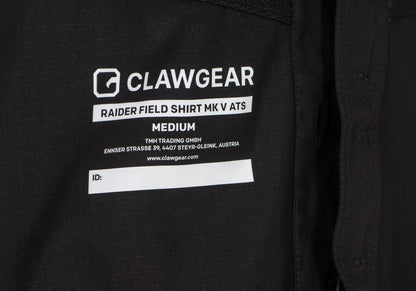 CLAWGEAR
RAIDER FIELD SHIRT MK V ATS
MEDIUM
TMH TRADING GMBH
ENNSER STRASSE 39, 4407 STEYR-GLEINK, AUSTRIA
www.clawgear.com
ID: